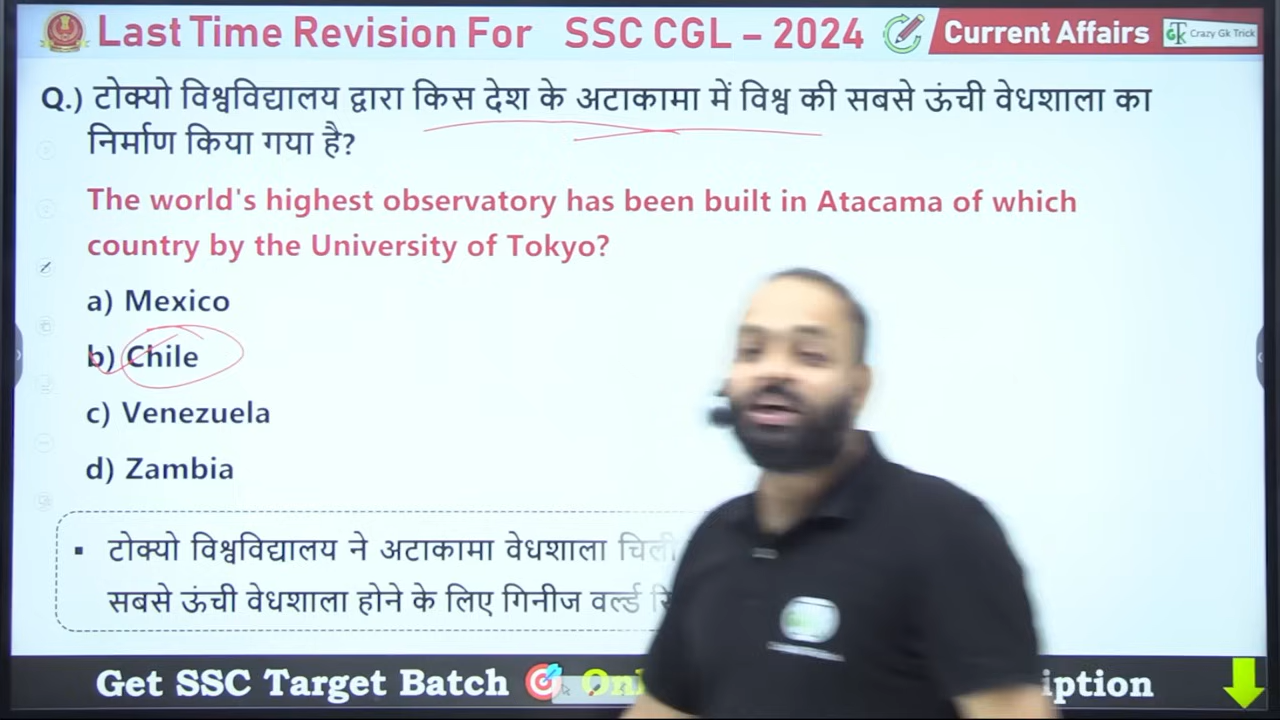 Last Time Revision For SSC CGL – 2024
Current Affairs
Crazy Gk Trick
Q.) टोक्यो विश्वविद्यालय द्वारा किस देश के अटाकामा में विश्व की सबसे ऊंची वेधशाला का
निर्माण किया गया है?
The world's highest observatory has been built in Atacama of which
country by the University of Tokyo?
a) Mexico
b) Chile
c) Venezuela
d) Zambia
▪ टोक्यो विश्वविद्यालय ने अटाकामा वेधशाला चिली
सबसे ऊंची वेधशाला होने के लिए गिनीज वर्ल्ड
Get SSC Target Batch